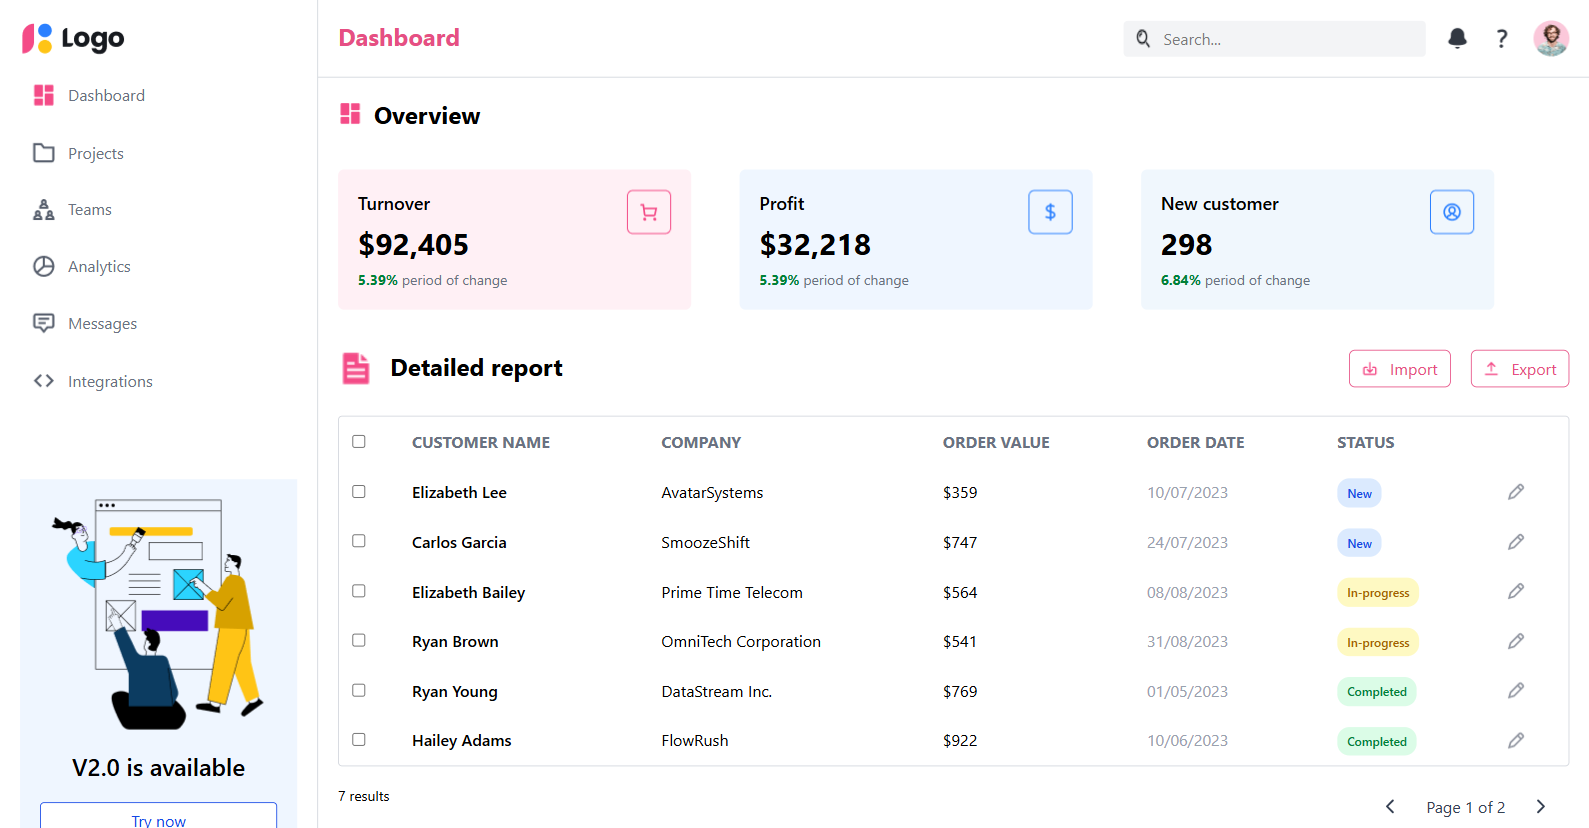 Logo
Dashboard
Projects
Teams
Analytics
Messages
Integrations
V2.0 is available
Try now
Dashboard
Search...
?
Overview
Turnover
$92,405
5.39% period of change
Profit
$
$32,218
5.39% period of change
New customer
298
6.84% period of change
Detailed report
Import
Export
CUSTOMER NAME COMPANY ORDER VALUE ORDER DATE STATUS
Elizabeth Lee AvatarSystems $359 10/07/2023 New
Carlos Garcia SmoozeShift $747 24/07/2023 New
Elizabeth Bailey Prime Time Telecom $564 08/08/2023 In-progress
Ryan Brown OmniTech Corporation $541 31/08/2023 In-progress
Ryan Young DataStream Inc. $769 01/05/2023 Completed
Hailey Adams FlowRush $922 10/06/2023 Completed
7 results
Page 1 of 2